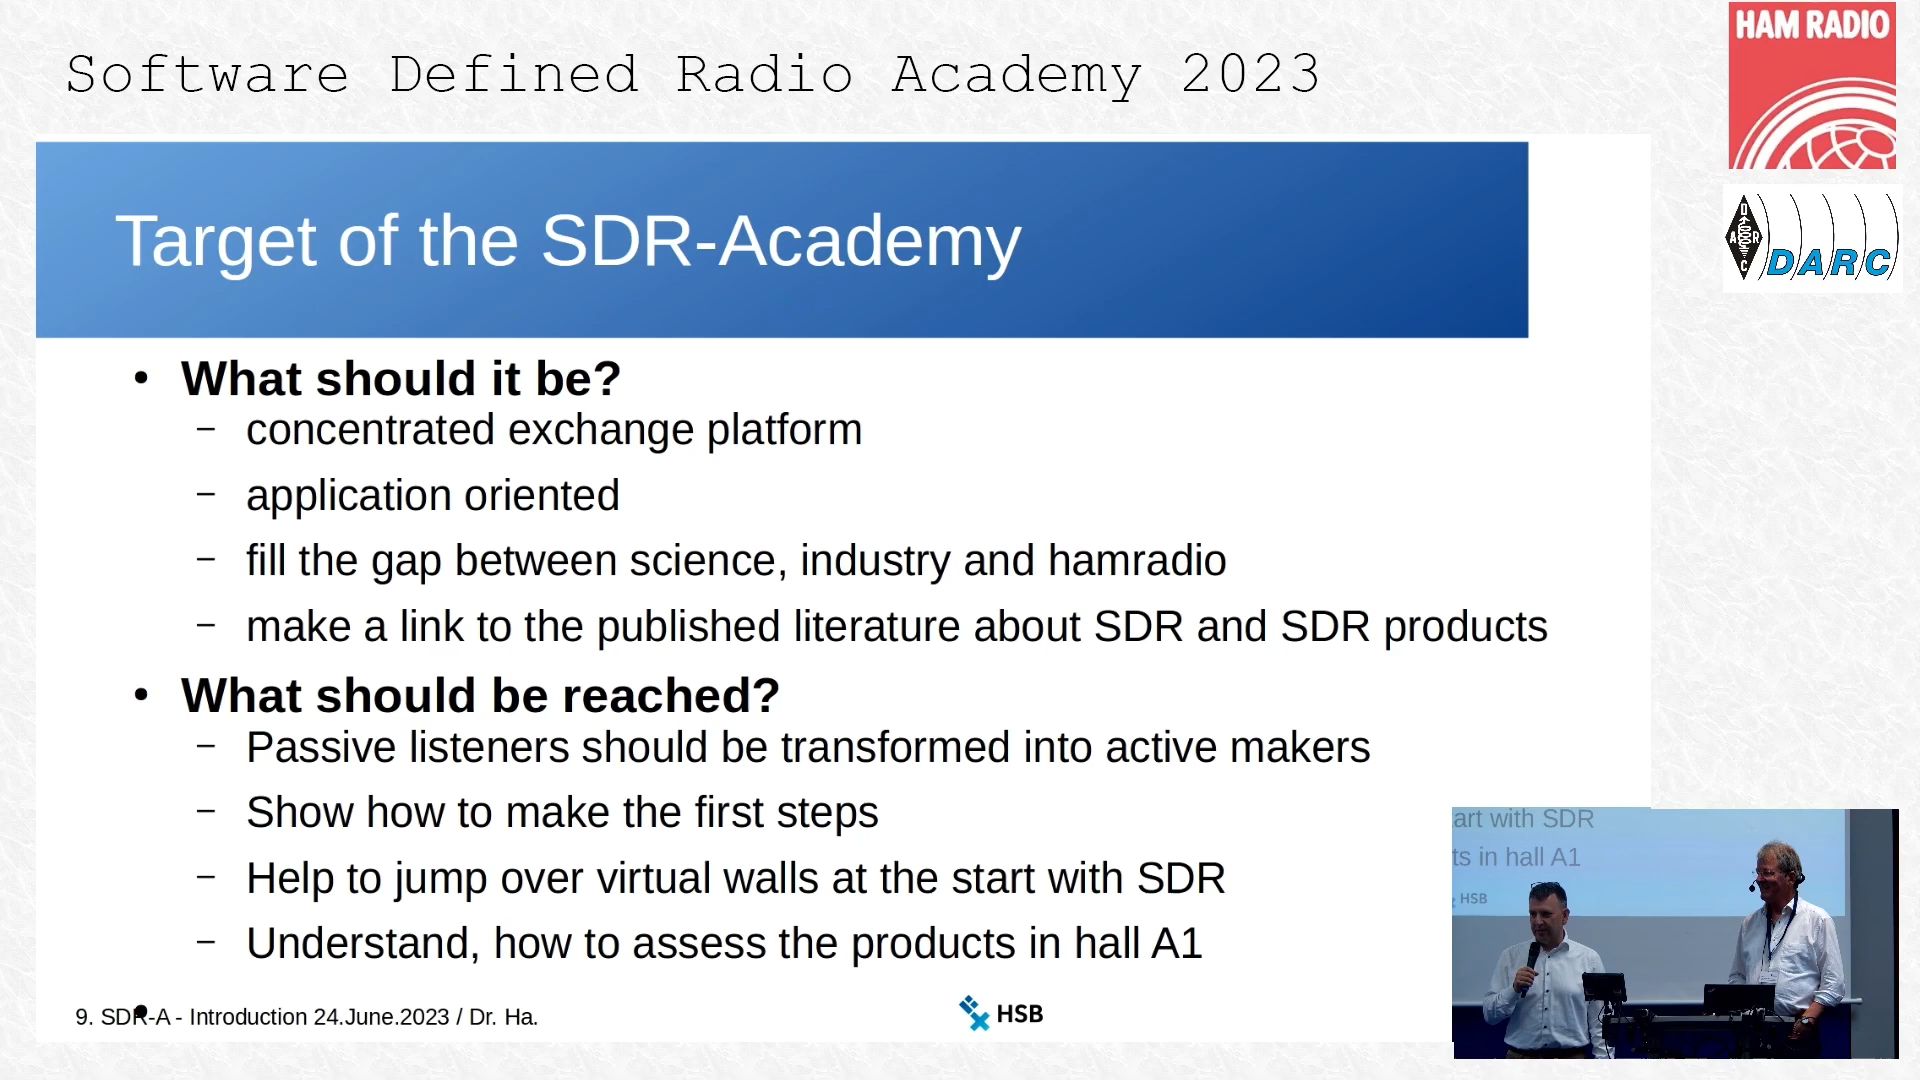 Software Defined Radio Academy 2023
HAM RADIO
D
A R
C
DARC
Target of the SDR-Academy
• What should it be?
– concentrated exchange platform
– application oriented
– fill the gap between science, industry and hamradio
– make a link to the published literature about SDR and SDR products
• What should be reached?
– Passive listeners should be transformed into active makers
– Show how to make the first steps
– Help to jump over virtual walls at the start with SDR
– Understand, how to assess the products in hall A1
•
9. SDR-A - Introduction 24.June.2023 / Dr. Ha.
HSB
art with SDR
ts in hall A1
HSB